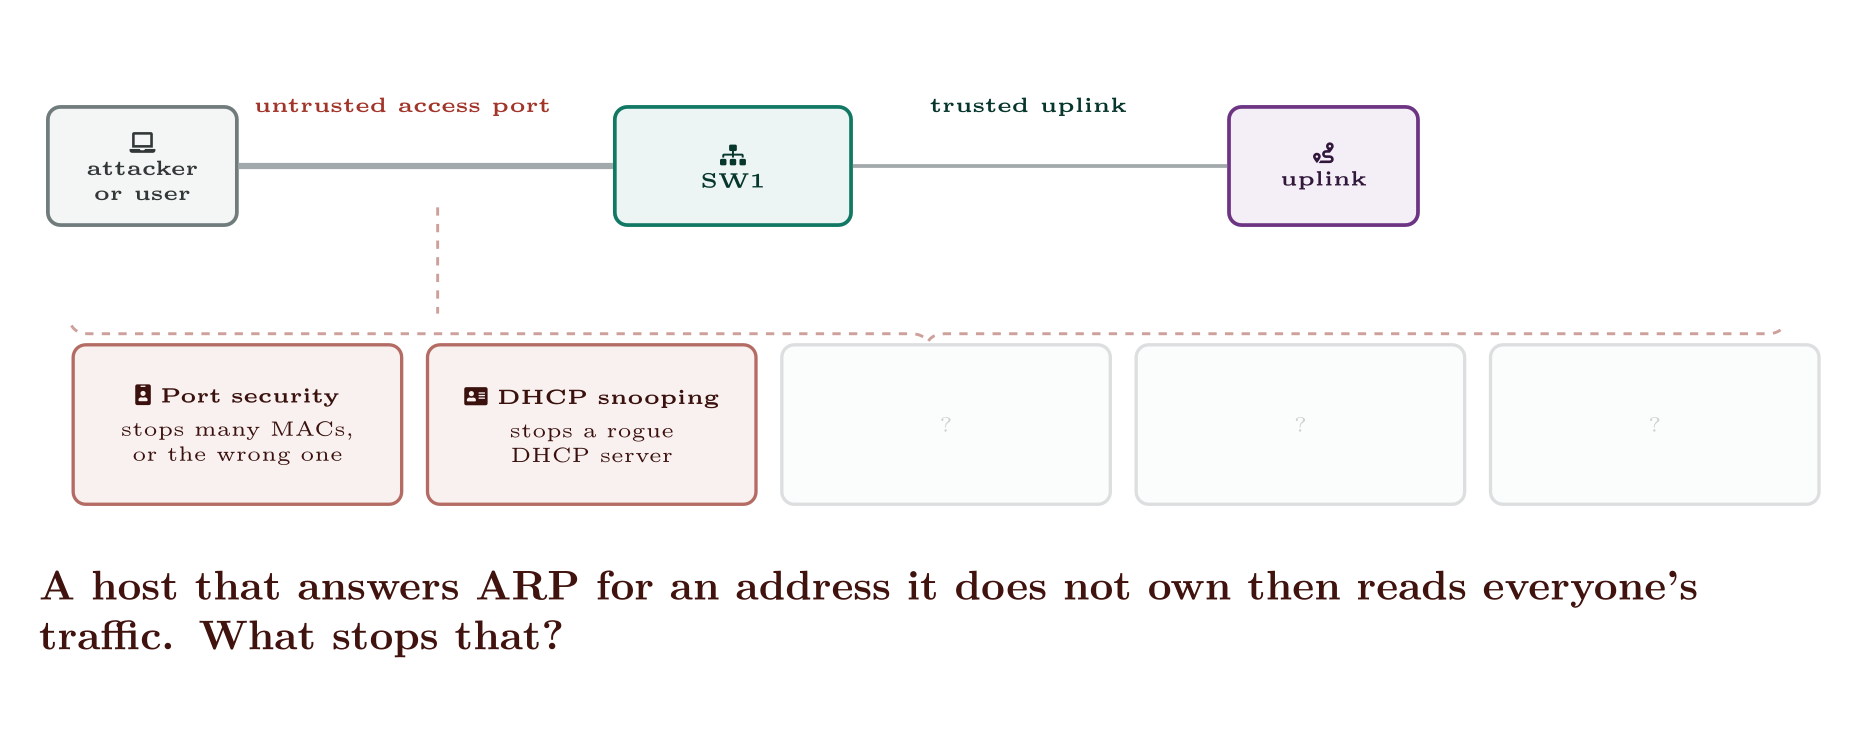 untrusted access port
trusted uplink
attacker
or user
SW1
uplink
Port security
stops many MACs,
or the wrong one
DHCP snooping
stops a rogue
DHCP server
?
?
?
A host that answers ARP for an address it does not own then reads everyone's
traffic. What stops that?